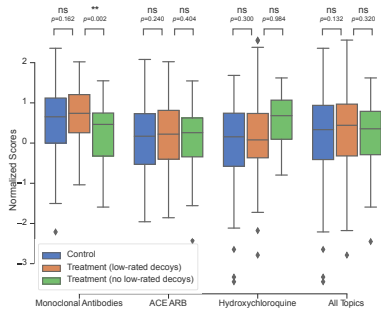 ns ** ns ns ns ns ns ns
p=0.162 p=0.002 p=0.240 p=0.404 p=0.300 p=0.984 p=0.132 p=0.320
Normalized Scores
2
1
0
−1
−2
−3
Control
Treatment (low-rated decoys)
Treatment (no low-rated decoys)
Monoclonal Antibodies ACE ARB Hydroxychloroquine All Topics